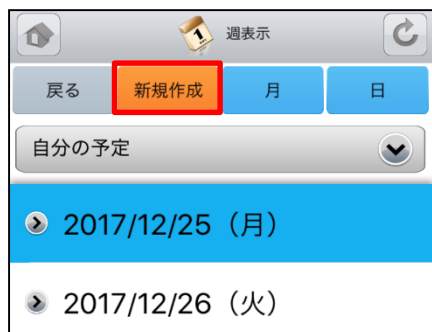 1 週表示
戻る 新規作成 月 日
自分の予定
2017/12/25（月）
2017/12/26（火）